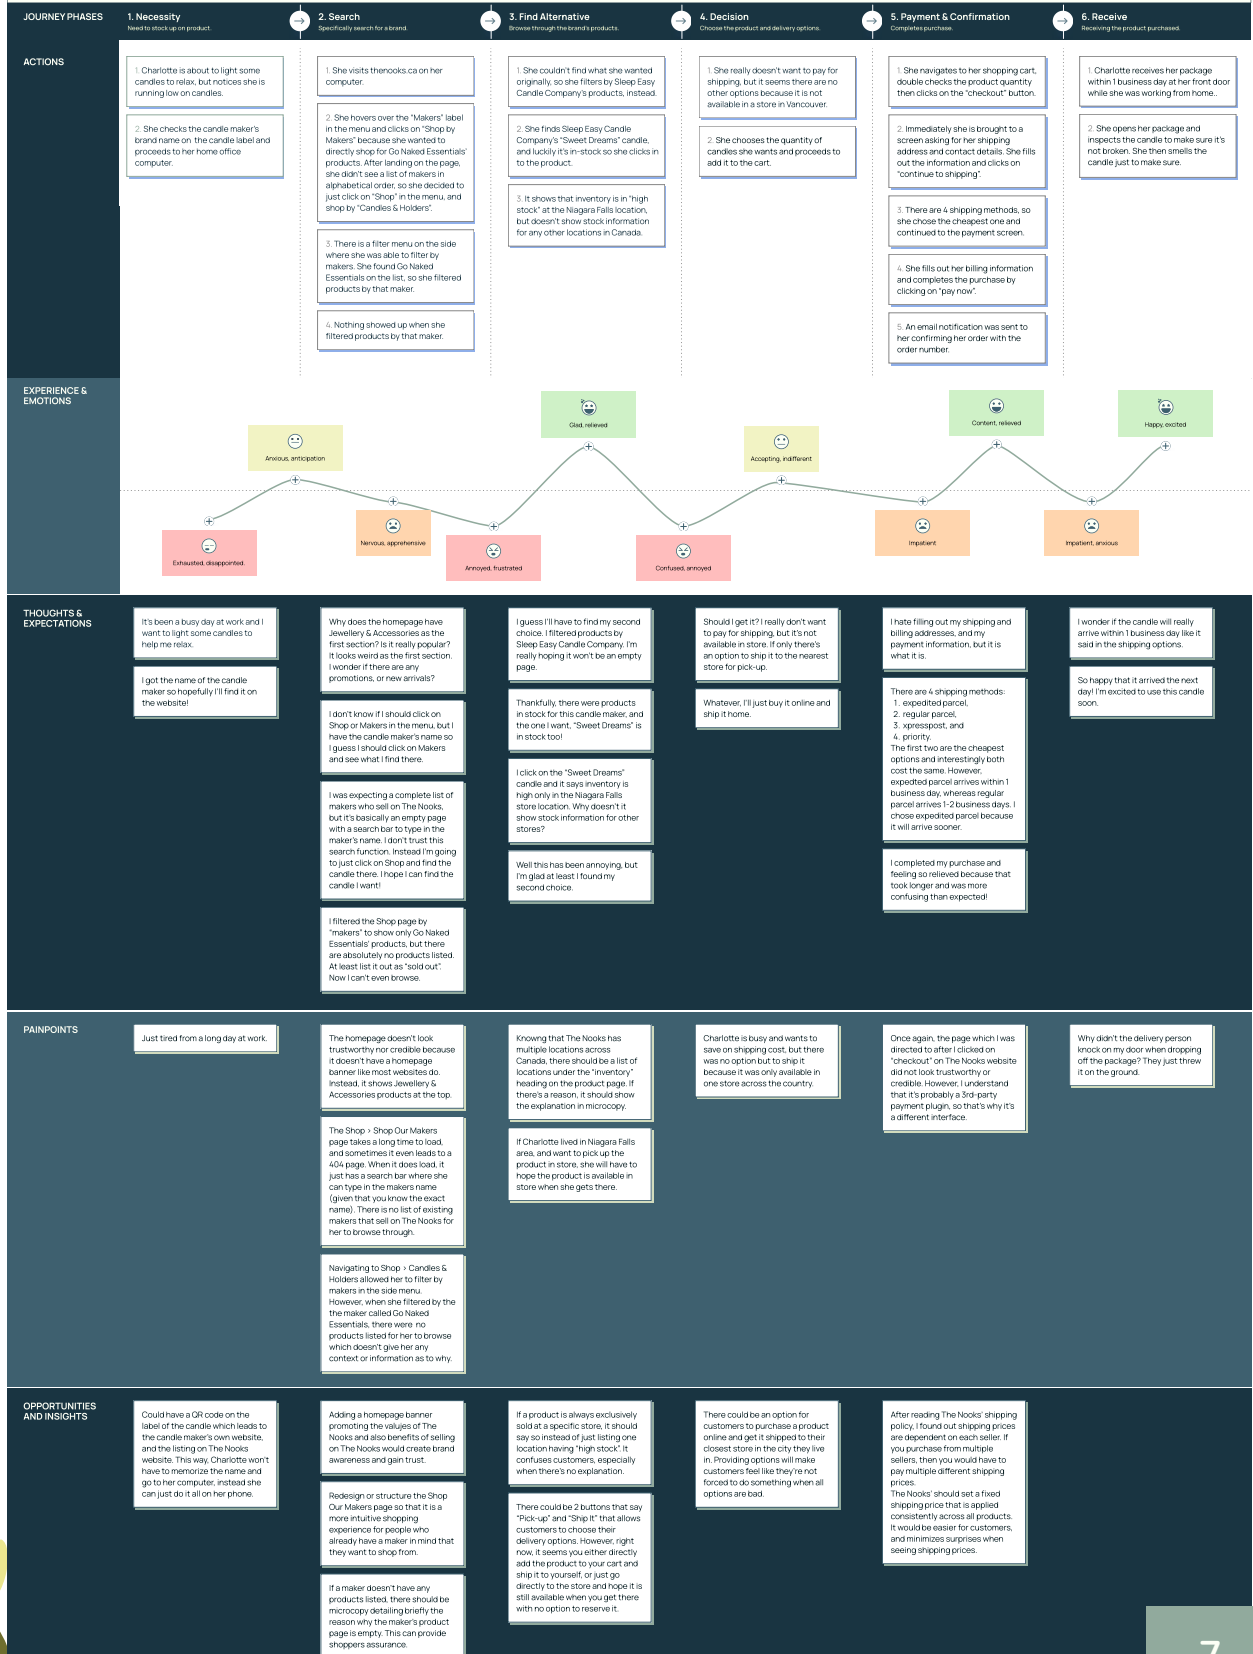 JOURNEY PHASES
1. Necessity
Need to stock up on product.
2. Search
Specifically search for a brand.
3. Find Alternative
Browse through the brand's products.
4. Decision
Choose the product and delivery options.
5. Payment & Confirmation
Completes purchase.
6. Receive
Receiving the product purchased.
ACTIONS
1. Charlotte is about to light some
candles to relax, but notices she is
running low on candles.
2. She checks the candle maker's
brand name on the candle label and
proceeds to her home office
computer.
1. She visits thenooks.ca on her
computer.
2. She hovers over the "Makers" label
in the menu and clicks on "Shop by
Makers" because she wanted to
directly shop for Go Naked Essentials'
products. After landing on the page,
she didn't see a list of makers in
alphabetical order, so she decided to
just click on "Shop" in the menu, and
shop by "Candles & Holders".
3. There is a filter menu on the side
where she was able to filter by
makers. She found Go Naked
Essentials on the list, so she filtered
products by that maker.
4. Nothing showed up when she
filtered products by that maker.
1. She couldn't find what she wanted
originally, so she filters by Sleep Easy
Candle Company's products, instead.
2. She finds Sleep Easy Candle
Company's "Sweet Dreams" candle,
and luckily it's in-stock so she clicks in
to the product.
3. It shows that inventory is in "high
stock" at the Niagara Falls location,
but doesn't show stock information
for any other locations in Canada.
1. She really doesn't want to pay for
shipping, but it seems there are no
other options because it is not
available in a store in Vancouver.
2. She chooses the quantity of
candles she wants and proceeds to
add it to the cart.
1. She navigates to her shopping cart,
double checks the product quantity
then clicks on the "checkout" button.
2. Immediately she is brought to a
screen asking for her shipping
address and contact details. She fills
out the information and clicks on
"continue to shipping".
3. There are 4 shipping methods, so
she chose the cheapest one and
continued to the payment screen.
4. She fills out her billing information
and completes the purchase by
clicking on "pay now".
5. An email notification was sent to
her confirming her order with the
order number.
1. Charlotte receives her package
within 1 business day at her front door
while she was working from home..
2. She opens her package and
inspects the candle to make sure it's
not broken. She then smells the
candle just to make sure.
EXPERIENCE &
EMOTIONS
Exhausted, disappointed.
Anxious, anticipation
Nervous, apprehensive
Annoyed, frustrated
Glad, relieved
Confused, annoyed
Accepting, indifferent
Impatient
Content, relieved
Impatient, anxious
Happy, excited
THOUGHTS &
EXPECTATIONS
It's been a busy day at work and I
want to light some candles to
help me relax.
I got the name of the candle
maker so hopefully I'll find it on
the website!
Why does the homepage have
Jewellery & Accessories as the
first section? Is it really popular?
It looks weird as the first section.
I wonder if there are any
promotions, or new arrivals?
I don't know if I should click on
Shop or Makers in the menu, but I
have the candle maker's name so
I guess I should click on Makers
and see what I find there.
I was expecting a complete list of
makers who sell on The Nooks,
but it's basically an empty page
with a search bar to type in the
maker's name. I don't trust this
search function. Instead I'm going
to just click on Shop and find the
candle there. I hope I can find the
candle I want!
I filtered the Shop page by
"makers" to show only Go Naked
Essentials' products, but there
are absolutely no products listed.
At least list it out as "sold out".
Now I can't even browse.
I guess I'll have to find my second
choice. I filtered products by
Sleep Easy Candle Company. I'm
really hoping it won't be an empty
page.
Thankfully, there were products
in stock for this candle maker, and
the one I want, "Sweet Dreams" is
in stock too!
I click on the "Sweet Dreams"
candle and it says inventory is
high only in the Niagara Falls
store location. Why doesn't it
show stock information for other
stores?
Well this has been annoying, but
I'm glad at least I found my
second choice.
Should I get it? I really don't want
to pay for shipping, but it's not
available in store. If only there's
an option to ship it to the nearest
store for pick-up.
Whatever, I'll just buy it online and
ship it home.
I hate filling out my shipping and
billing addresses, and my
payment information, but it is
what it is.
There are 4 shipping methods:
1. expedited parcel,
2. regular parcel,
3. xpresspost, and
4. priority.
The first two are the cheapest
options and interestingly both
cost the same. However,
expedted parcel arrives within 1
business day, whereas regular
parcel arrives 1-2 business days. I
chose expedited parcel because
it will arrive sooner.
I completed my purchase and
feeling so relieved because that
took longer and was more
confusing than expected!
I wonder if the candle will really
arrive within 1 business day like it
said in the shipping options.
So happy that it arrived the next
day! I'm excited to use this candle
soon.
PAINPOINTS
Just tired from a long day at work.
The homepage doesn't look
trustworthy nor credible because
it doesn't have a homepage
banner like most websites do.
Instead, it shows Jewellery &
Accessories products at the top.
The Shop > Shop Our Makers
page takes a long time to load,
and sometimes it even leads to a
404 page. When it does load, it
just has a search bar where she
can type in the makers name
(given that you know the exact
name). There is no list of existing
makers that sell on The Nooks for
her to browse through.
Navigating to Shop > Candles &
Holders allowed her to filter by
makers in the side menu.
However, when she filtered by the
the maker called Go Naked
Essentials, there were no
products listed for her to browse
which doesn't give her any
context or information as to why.
Knowng that The Nooks has
multiple locations across
Canada, there should be a list of
locations under the "inventory"
heading on the product page. If
there's a reason, it should show
the explanation in microcopy.
If Charlotte lived in Niagara Falls
area, and want to pick up the
product in store, she will have to
hope the product is available in
store when she gets there.
Charlotte is busy and wants to
save on shipping cost, but there
was no option but to ship it
because it was only available in
one store across the country.
Once again, the page which I was
directed to after I clicked on
"checkout" on The Nooks website
did not look trustworthy or
credible. However, I understand
that it's probably a 3rd-party
payment plugin, so that's why it's
a different interface.
Why didn't the delivery person
knock on my door when dropping
off the package? They just threw
it on the ground.
OPPORTUNITIES
AND INSIGHTS
Could have a QR code on the
label of the candle which leads to
the candle maker's own website,
and the listing on The Nooks
website. This way, Charlotte won't
have to memorize the name and
go to her computer, instead she
can just do it all on her phone.
Adding a homepage banner
promoting the valujes of The
Nooks and also benefits of selling
on The Nooks would create brand
awareness and gain trust.
Redesign or structure the Shop
Our Makers page so that it is a
more intuitive shopping
experience for people who
already have a maker in mind that
they want to shop from.
If a maker doesn't have any
products listed, there should be
microcopy detailing briefly the
reason why the maker's product
page is empty. This can provide
shoppers assurance.
If a product is always exclusively
sold at a specific store, it should
say so instead of just listing one
location having "high stock". It
confuses customers, especially
when there's no explanation.
There could be 2 buttons that say
"Pick-up" and "Ship It" that allows
customers to choose their
delivery options. However, right
now, it seems you either directly
add the product to your cart and
ship it to yourself, or just go
directly to the store and hope it is
still available when you get there
with no option to reserve it.
There could be an option for
customers to purchase a product
online and get it shipped to their
closest store in the city they live
in. Providing options will make
customers feel like they're not
forced to do something when all
options are bad.
After reading The Nooks' shipping
policy, I found out shipping prices
are dependent on each seller. If
you purchase from multiple
sellers, then you would have to
pay multiple different shipping
prices.
The Nooks' should set a fixed
shipping price that is applied
consistently across all products.
It would be easier for customers,
and minimizes surprises when
seeing shipping prices.
7